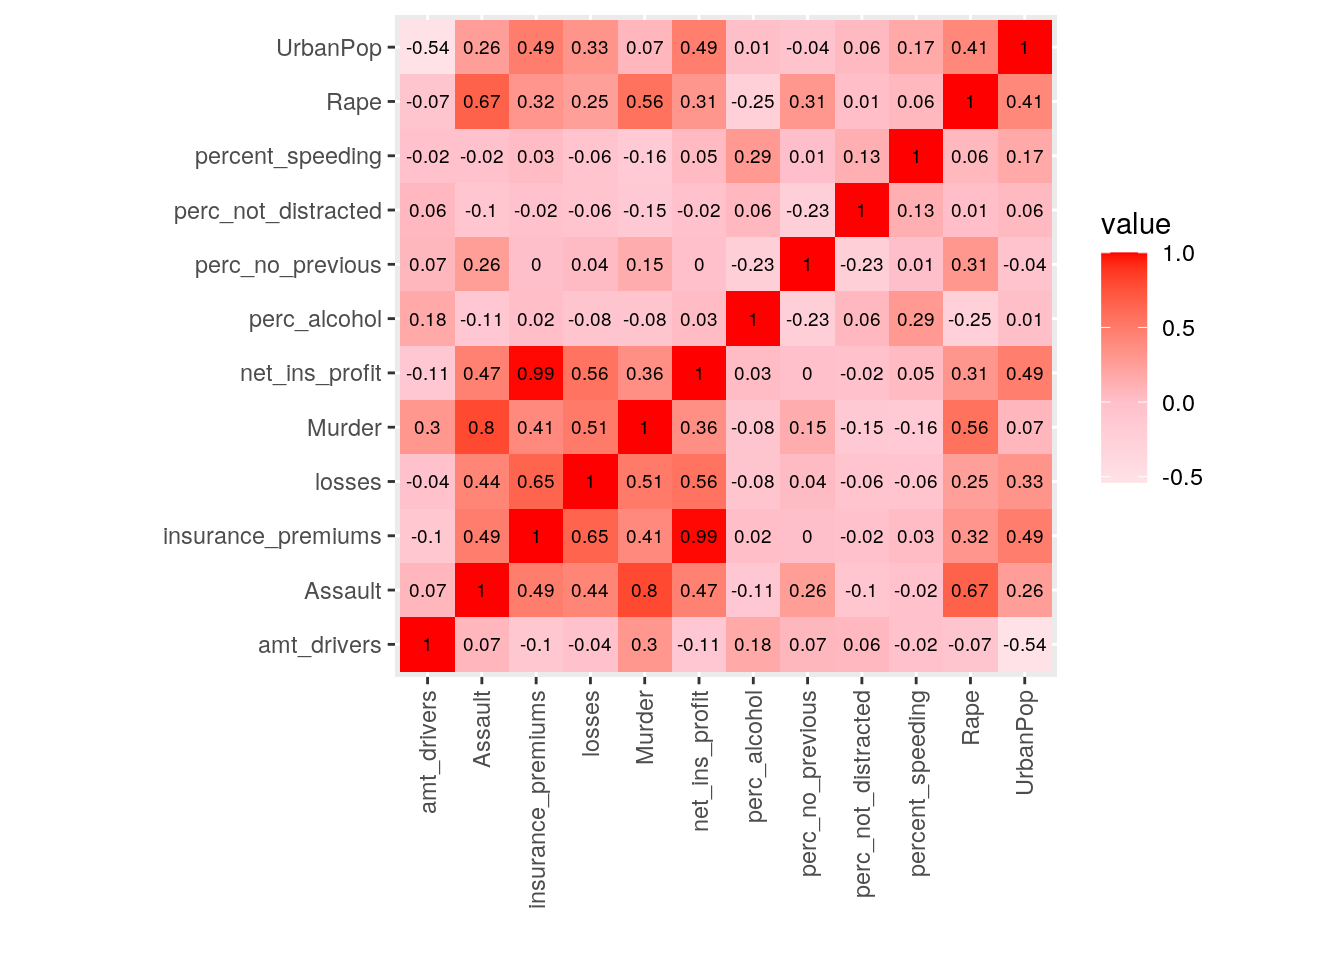 UrbanPop -0.54 0.26 0.49 0.33 0.07 0.49 0.01 -0.04 0.06 0.17 0.41 1
Rape -0.07 0.67 0.32 0.25 0.56 0.31 -0.25 0.31 0.01 0.06 1 0.41
percent_speeding -0.02 -0.02 0.03 -0.06 -0.16 0.05 0.29 0.01 0.13 1 0.06 0.17
perc_not_distracted 0.06 -0.1 -0.02 -0.06 -0.15 -0.02 0.06 -0.23 1 0.13 0.01 0.06
perc_no_previous 0.07 0.26 0 0.04 0.15 0 -0.23 1 -0.23 0.01 0.31 -0.04
perc_alcohol 0.18 -0.11 0.02 -0.08 -0.08 0.03 1 -0.23 0.06 0.29 -0.25 0.01
net_ins_profit -0.11 0.47 0.99 0.56 0.36 1 0.03 0 -0.02 0.05 0.31 0.49
Murder 0.3 0.8 0.41 0.51 1 0.36 -0.08 0.15 -0.15 -0.16 0.56 0.07
losses -0.04 0.44 0.65 1 0.51 0.56 -0.08 0.04 -0.06 -0.06 0.25 0.33
insurance_premiums -0.1 0.49 1 0.65 0.41 0.99 0.02 0 -0.02 0.03 0.32 0.49
Assault 0.07 1 0.49 0.44 0.8 0.47 -0.11 0.26 -0.1 -0.02 0.67 0.26
amt_drivers 1 0.07 -0.1 -0.04 0.3 -0.11 0.18 0.07 0.06 -0.02 -0.07 -0.54
amt_drivers
Assault
insurance_premiums
losses
Murder
net_ins_profit
perc_alcohol
perc_no_previous
perc_not_distracted
percent_speeding
Rape
UrbanPop
value
1.0
0.5
0.0
-0.5